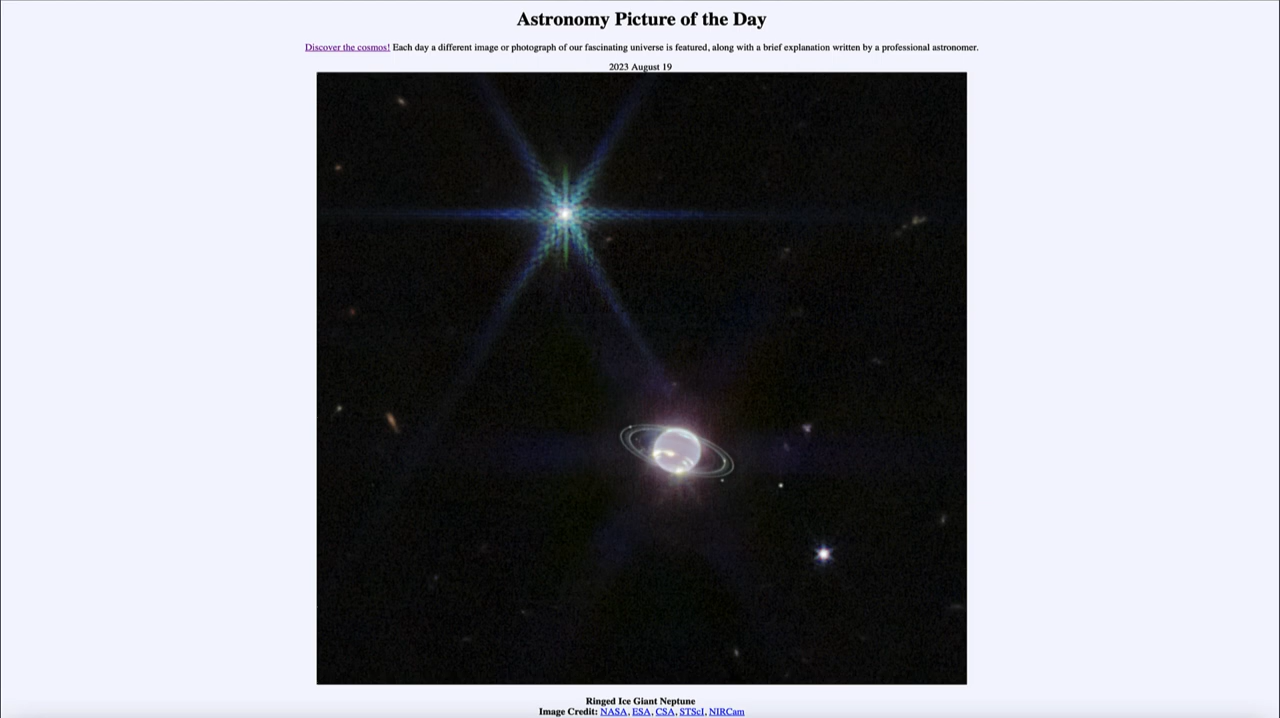 Astronomy Picture of the Day
Discover the cosmos! Each day a different image or photograph of our fascinating universe is featured, along with a brief explanation written by a professional astronomer.
2023 August 19
Ringed Ice Giant Neptune
Image Credit: NASA, ESA, CSA, STScI, NIRCam